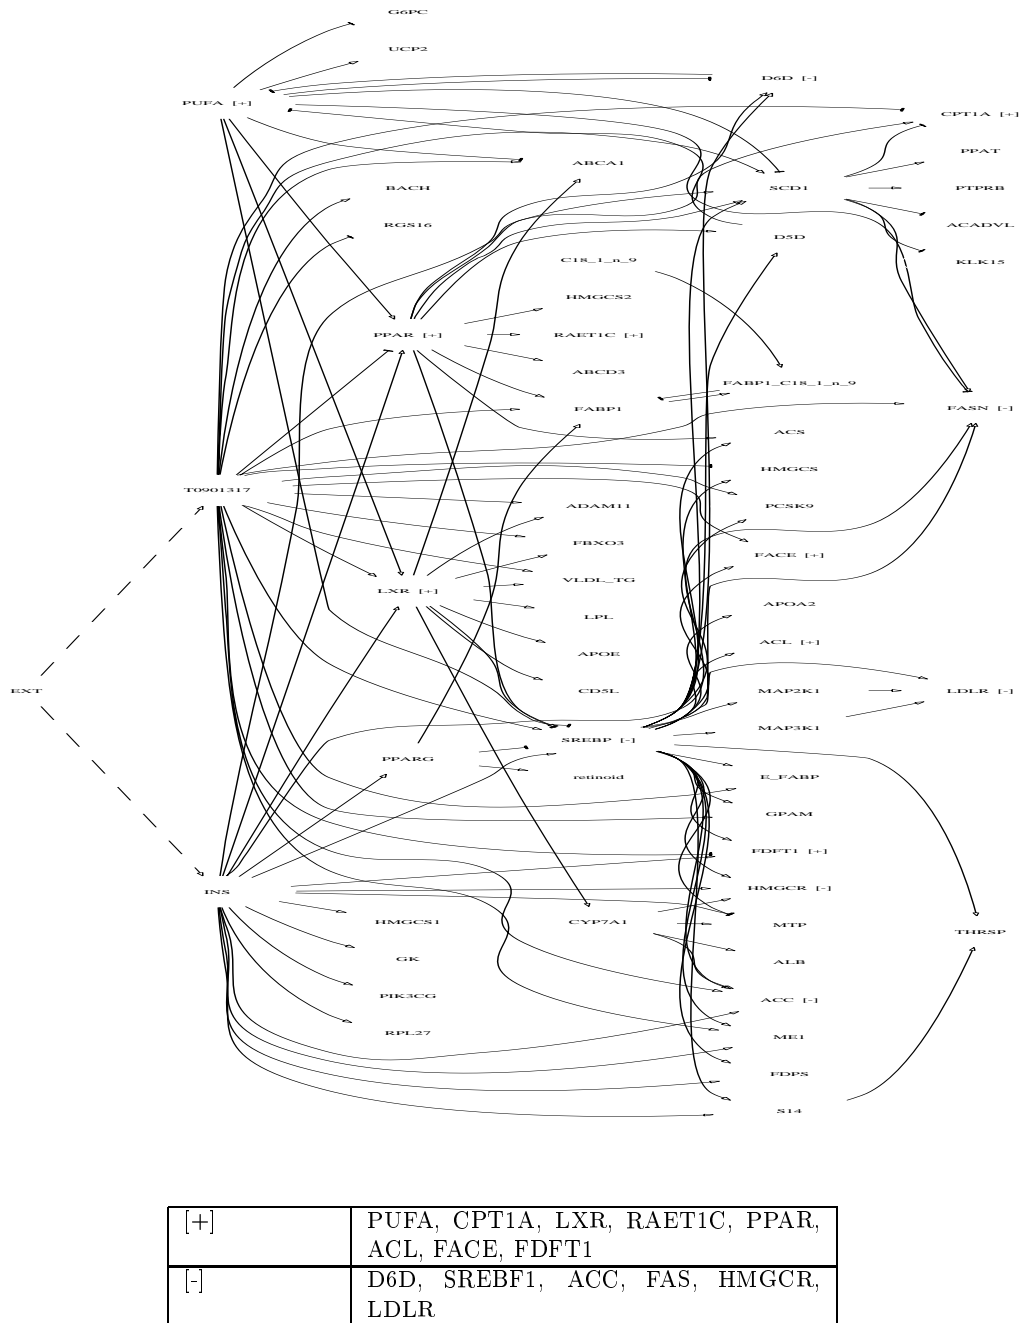 G6PC
UCP2
D6D [-]
PUFA [+]
CPT1A [+]
PPAT
ABCA1
BACH
SCD1
PTPRB
RGS16
ACADVL
D5D
C18_1_n_9
KLK15
HMGCS2
PPAR [+]
RAET1C [+]
ABCD3
FABP1_C18_1_n_9
FABP1
FASN [-]
ACS
HMGCS
T0901317
ADAM11
PCSK9
FBXO3
FACE [+]
VLDL_TG
LXR [+]
APOA2
LPL
ACL [+]
APOE
EXT
CD5L
MAP2K1
LDLR [-]
MAP3K1
SREBP [-]
PPARG
retinoid
E_FABP
GPAM
FDFT1 [+]
INS
HMGCR [-]
HMGCS1
CYP7A1
MTP
THRSP
GK
ALB
PIK3CG
ACC [-]
RPL27
ME1
FDPS
S14
[+] PUFA, CPT1A, LXR, RAET1C, PPAR,
ACL, FACE, FDFT1
[-] D6D, SREBF1, ACC, FAS, HMGCR,
LDLR